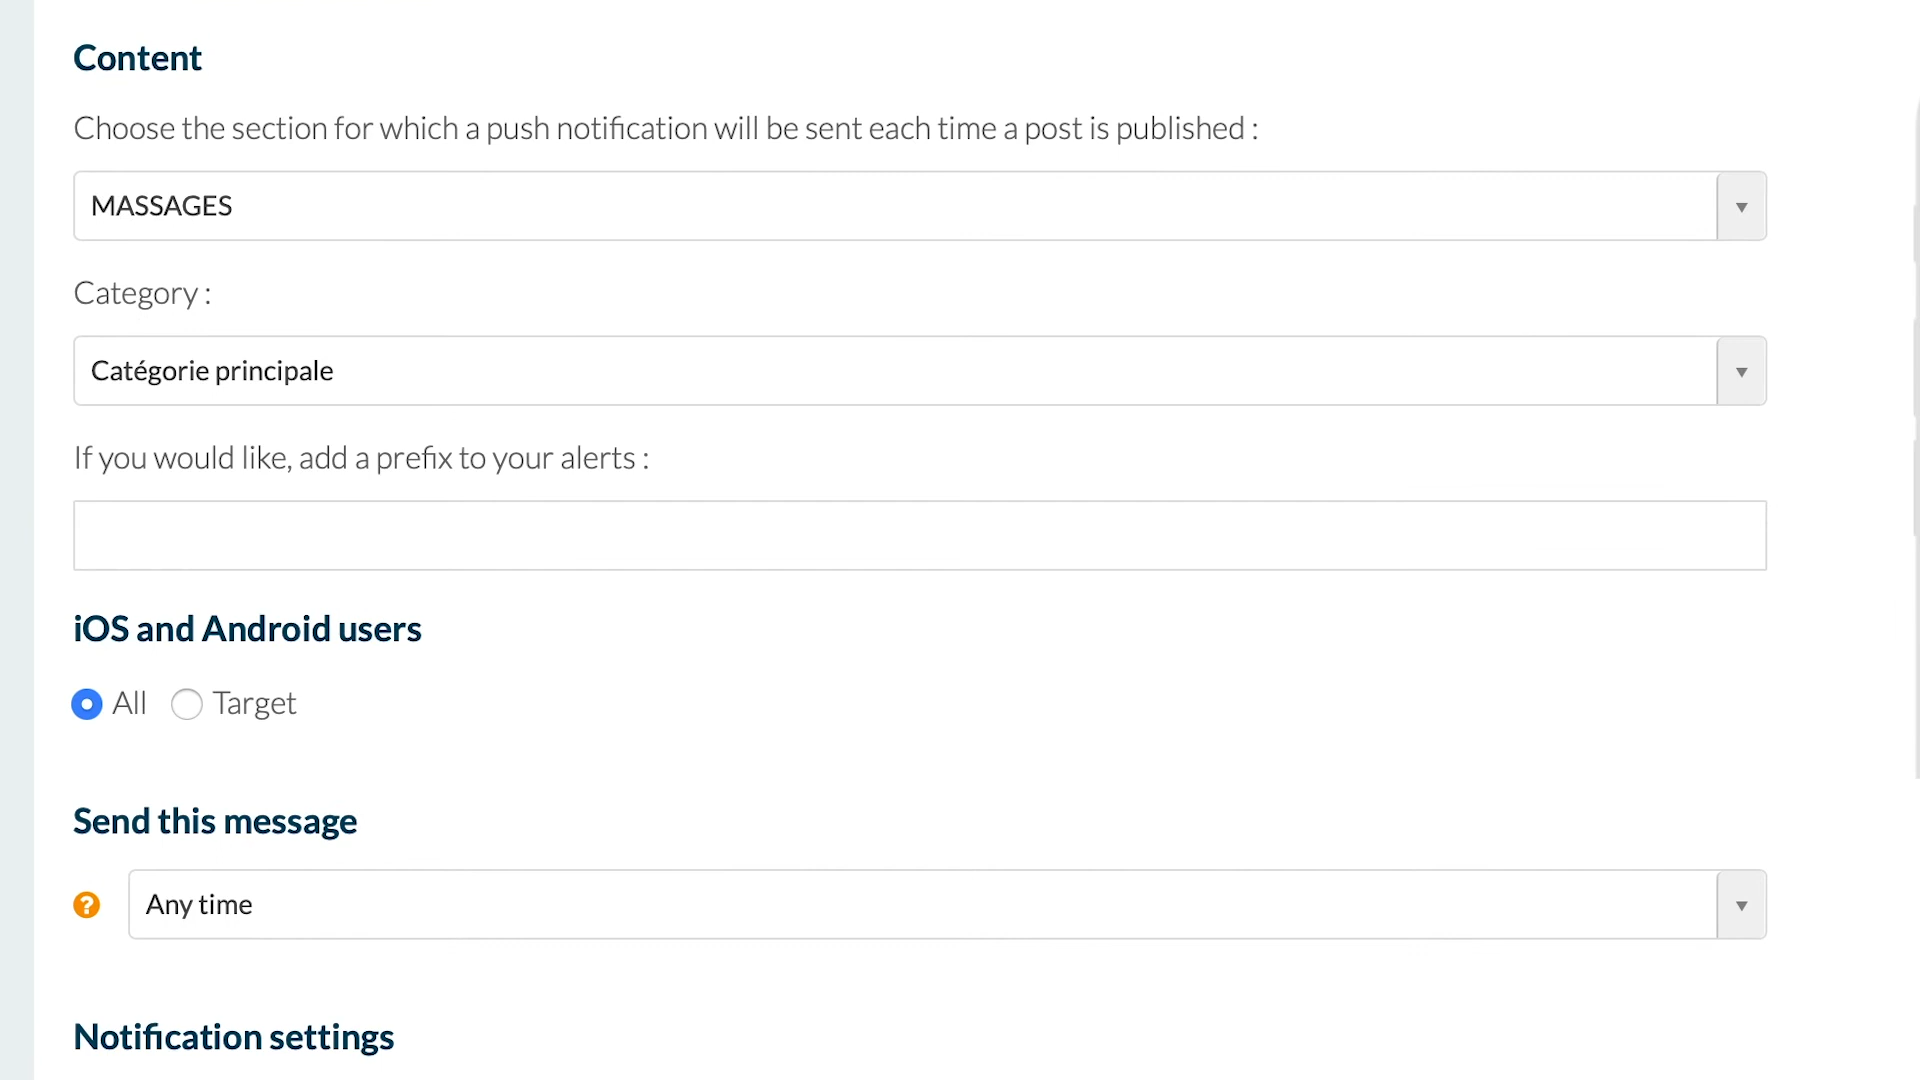 Content
Choose the section for which a push notification will be sent each time a post is published :
MASSAGES
Category :
Catégorie principale
If you would like, add a prefix to your alerts :
iOS and Android users
All Target
Send this message
? Any time
Notification settings